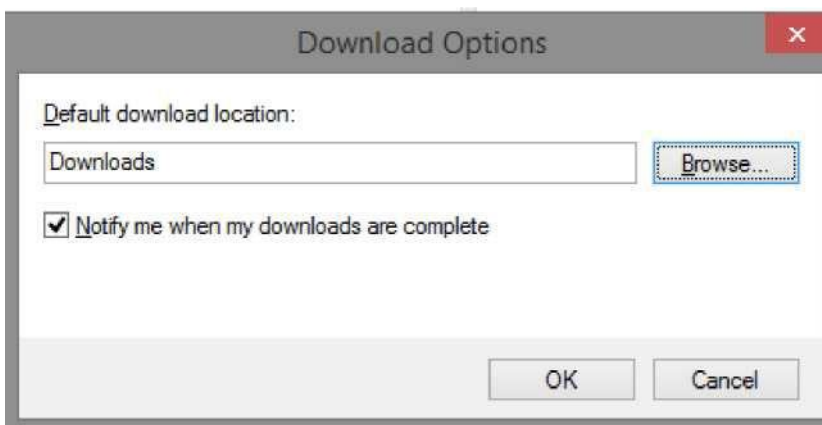 Download Options
Default download location:
Downloads
Browse...
Notify me when my downloads are complete
OK
Cancel